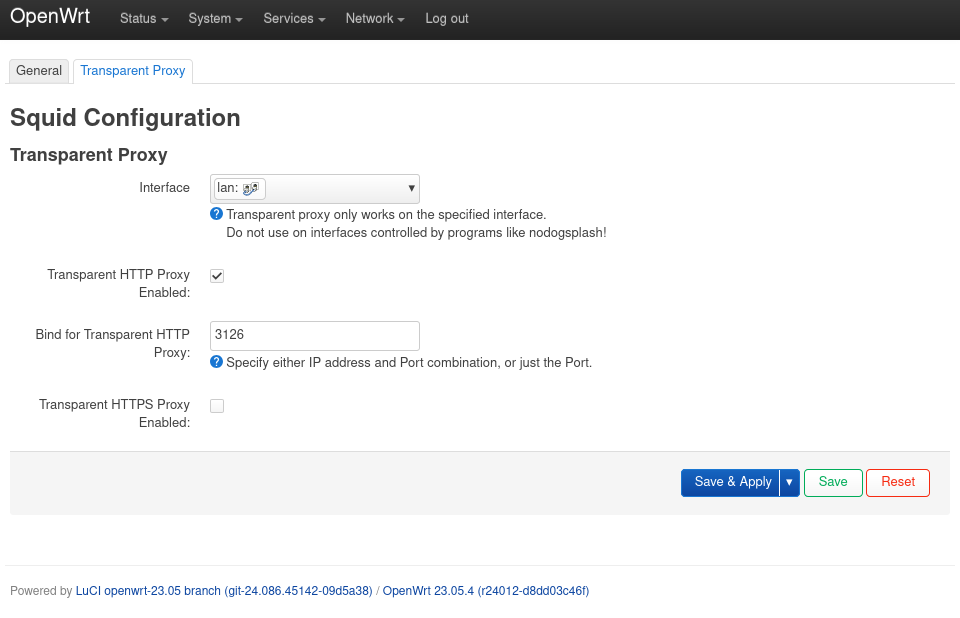 OpenWrt Status System Services Network Log out
General Transparent Proxy
Squid Configuration
Transparent Proxy
Interface lan:
Transparent proxy only works on the specified interface.
Do not use on interfaces controlled by programs like nodogsplash!
Transparent HTTP Proxy
Enabled:
Bind for Transparent HTTP
Proxy:
3126
Specify either IP address and Port combination, or just the Port.
Transparent HTTPS Proxy
Enabled:
Save & Apply Save Reset
Powered by LuCI openwrt-23.05 branch (git-24.086.45142-09d5a38) / OpenWrt 23.05.4 (r24012-d8dd03c46f)